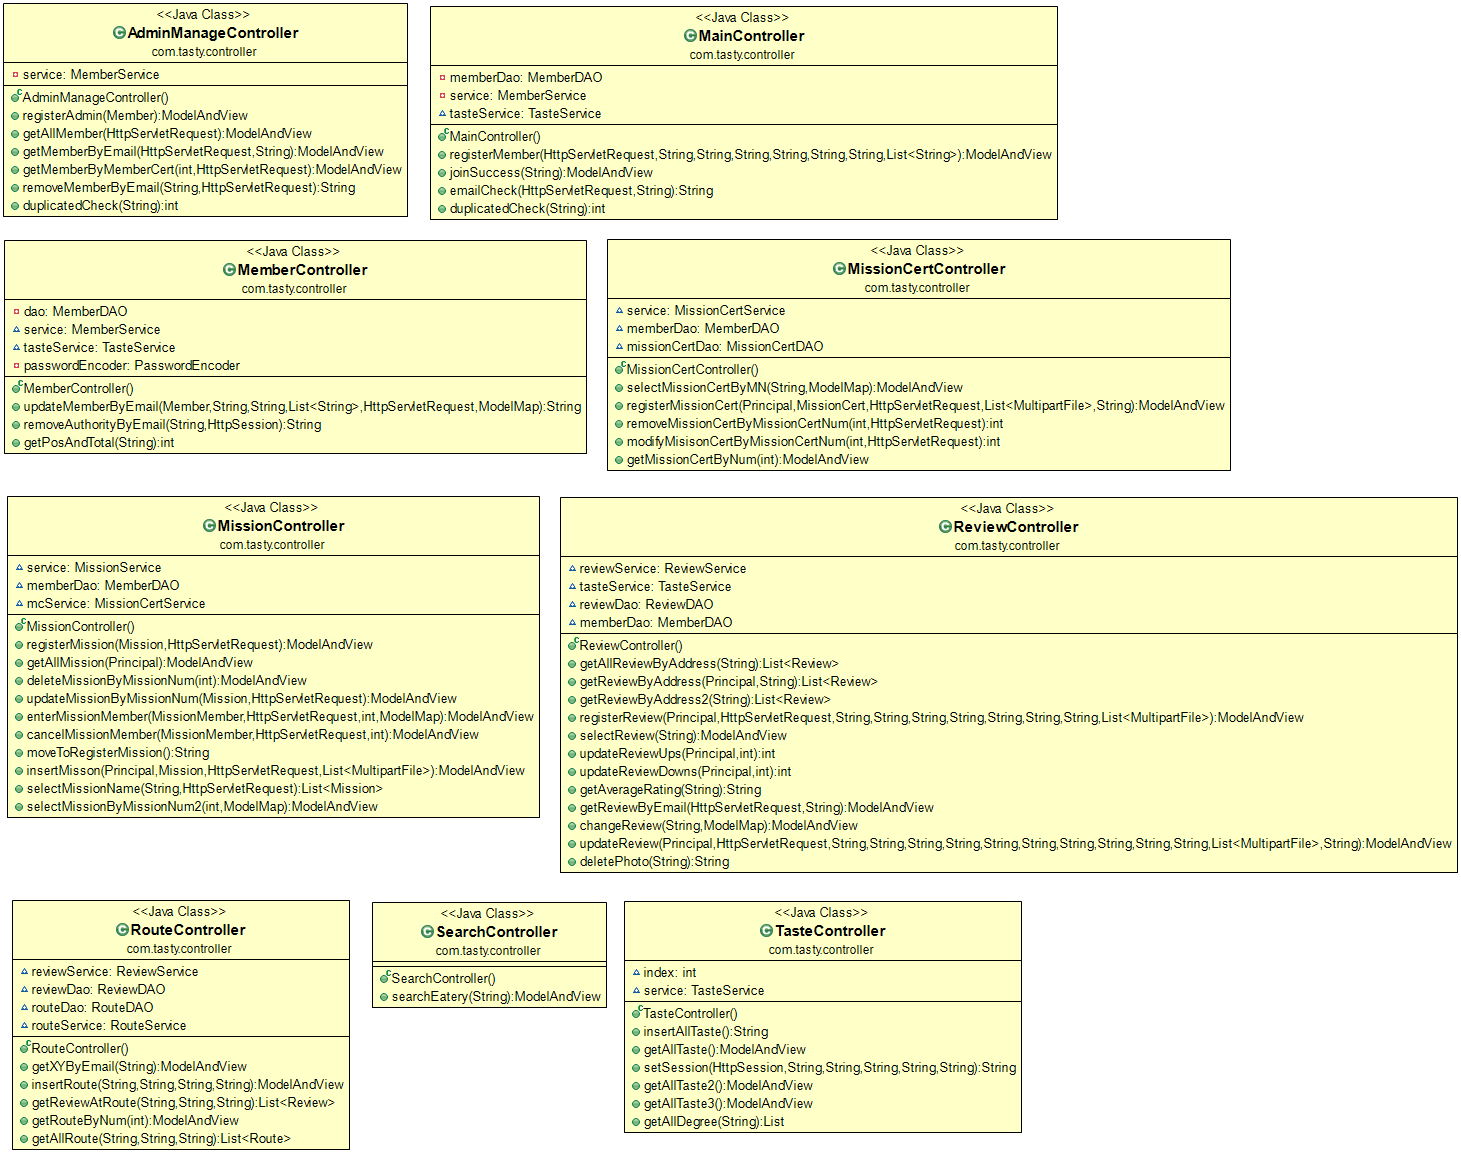 <<Java Class>>
AdminManageController
com.tasty.controller
service: MemberService
AdminManageController()
registerAdmin(Member):ModelAndView
getAllMember(HttpServletRequest):ModelAndView
getMemberByEmail(HttpServletRequest,String):ModelAndView
getMemberByMemberCert(int,HttpServletRequest):ModelAndView
removeMemberByEmail(String,HttpServletRequest):String
duplicatedCheck(String):int
<<Java Class>>
MainController
com.tasty.controller
memberDao: MemberDAO
service: MemberService
tasteService: TasteService
MainController()
registerMember(HttpServletRequest,String,String,String,String,String,String,List<String>):ModelAndView
joinSuccess(String):ModelAndView
emailCheck(HttpServletRequest,String):String
duplicatedCheck(String):int
<<Java Class>>
MemberController
com.tasty.controller
dao: MemberDAO
service: MemberService
tasteService: TasteService
passwordEncoder: PasswordEncoder
MemberController()
updateMemberByEmail(Member,String,String,List<String>,HttpServletRequest,ModelMap):String
removeAuthorityByEmail(String,HttpSession):String
getPosAndTotal(String):int
<<Java Class>>
MissionCertController
com.tasty.controller
service: MissionCertService
memberDao: MemberDAO
missionCertDao: MissionCertDAO
MissionCertController()
selectMissionCertByMN(String,ModelMap):ModelAndView
registerMissionCert(Principal,MissionCert,HttpServletRequest,List<MultipartFile>,String):ModelAndView
removeMissionCertByMissionCertNum(int,HttpServletRequest):int
modifyMisisonCertByMissionCertNum(int,HttpServletRequest):int
getMissionCertByNum(int):ModelAndView
<<Java Class>>
MissionController
com.tasty.controller
service: MissionService
memberDao: MemberDAO
mcService: MissionCertService
MissionController()
registerMission(Mission,HttpServletRequest):ModelAndView
getAllMission(Principal):ModelAndView
deleteMissionByMissionNum(int):ModelAndView
updateMissionByMissionNum(Mission,HttpServletRequest):ModelAndView
enterMissionMember(MissionMember,HttpServletRequest,int,ModelMap):ModelAndView
cancelMissionMember(MissionMember,HttpServletRequest,int):ModelAndView
moveToRegisterMission():String
insertMisson(Principal,Mission,HttpServletRequest,List<MultipartFile>):ModelAndView
selectMissionName(String,HttpServletRequest):List<Mission>
selectMissionByMissionNum2(int,ModelMap):ModelAndView
<<Java Class>>
ReviewController
com.tasty.controller
reviewService: ReviewService
tasteService: TasteService
reviewDao: ReviewDAO
memberDao: MemberDAO
ReviewController()
getAllReviewByAddress(String):List<Review>
getReviewByAddress(Principal,String):List<Review>
getReviewByAddress2(String):List<Review>
registerReview(Principal,HttpServletRequest,String,String,String,String,String,String,String,List<MultipartFile>):ModelAndView
selectReview(String):ModelAndView
updateReviewUps(Principal,int):int
updateReviewDowns(Principal,int):int
getAverageRating(String):String
getReviewByEmail(HttpServletRequest,String):ModelAndView
changeReview(String,ModelMap):ModelAndView
updateReview(Principal,HttpServletRequest,String,String,String,String,String,String,String,String,String,String,List<MultipartFile>,String):ModelAndView
deletePhoto(String):String
<<Java Class>>
RouteController
com.tasty.controller
reviewService: ReviewService
reviewDao: ReviewDAO
routeDao: RouteDAO
routeService: RouteService
RouteController()
getXYByEmail(String):ModelAndView
insertRoute(String,String,String,String):ModelAndView
getReviewAtRoute(String,String,String):List<Review>
getRouteByNum(int):ModelAndView
getAllRoute(String,String,String):List<Route>
<<Java Class>>
SearchController
com.tasty.controller
SearchController()
searchEatery(String):ModelAndView
<<Java Class>>
TasteController
com.tasty.controller
index: int
service: TasteService
TasteController()
insertAllTaste():String
getAllTaste():ModelAndView
setSession(HttpSession,String,String,String,String,String):String
getAllTaste2():ModelAndView
getAllTaste3():ModelAndView
getAllDegree(String):List